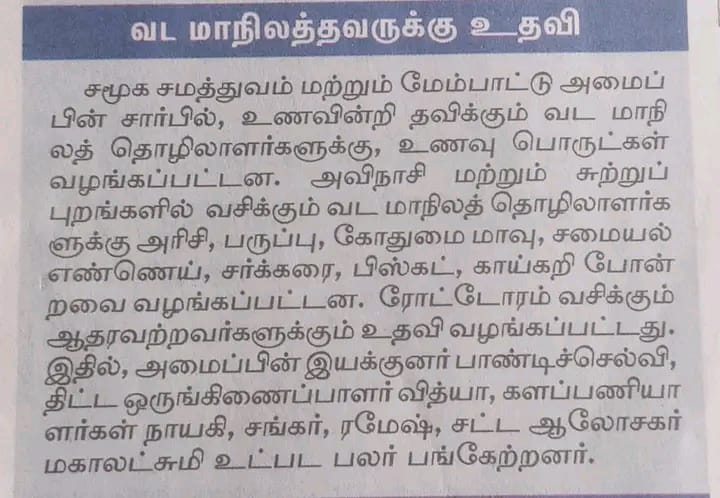 வட மாநிலத்தவருக்கு உதவி
சமூக சமத்துவம் மற்றும் மேம்பாட்டு அமைப்
பின் சார்பில், உணவின்றி தவிக்கும் வட மாநி
லத் தொழிலாளர்களுக்கு, உணவு பொருட்கள்
வழங்கப்பட்டன. அவிநாசி மற்றும் சுற்றுப்
புறங்களில் வசிக்கும் வட மாநிலத் தொழிலாளர்க
ளுக்கு அரிசி, பருப்பு, கோதுமை மாவு, சமையல்
எண்ணெய், சர்க்கரை, பிஸ்கட், காய்கறி போன்
றவை வழங்கப்பட்டன. ரோட்டோரம் வசிக்கும்
ஆதரவற்றவர்களுக்கும் உதவி வழங்கப்பட்டது.
இதில், அமைப்பின் இயக்குனர் பாண்டிச்செல்வி,
திட்ட ஒருங்கிணைப்பாளர் வித்யா, களப்பணியா
ளர்கள் நாயகி, சங்கர், ரமேஷ், சட்ட ஆலோசகர்
மகாலட்சுமி உட்பட பலர் பங்கேற்றனர்.